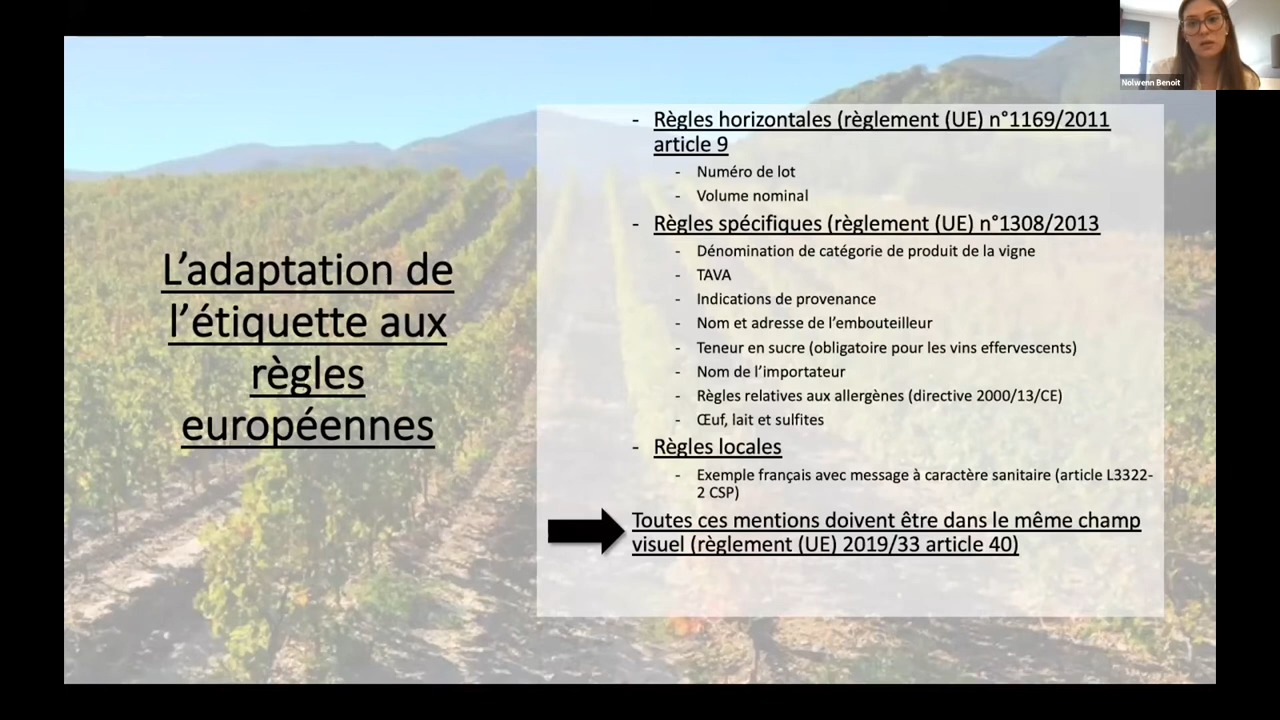 Nolwenn Benoit
L’adaptation de
l’étiquette aux
règles
européennes
- Règles horizontales (règlement (UE) n°1169/2011
article 9
- Numéro de lot
- Volume nominal
- Règles spécifiques (règlement (UE) n°1308/2013
- Dénomination de catégorie de produit de la vigne
- TAVA
- Indications de provenance
- Nom et adresse de l’embouteilleur
- Teneur en sucre (obligatoire pour les vins effervescents)
- Nom de l’importateur
- Règles relatives aux allergènes (directive 2000/13/CE)
- Œuf, lait et sulfites
- Règles locales
- Exemple français avec message à caractère sanitaire (article L3322-
2 CSP)
Toutes ces mentions doivent être dans le même champ
visuel (règlement (UE) 2019/33 article 40)